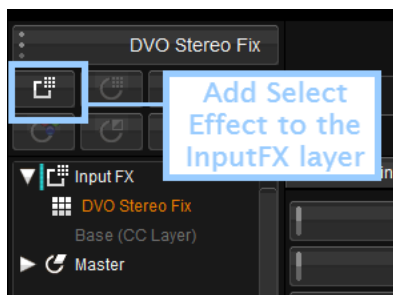 DVO Stereo Fix
Add Select
Effect to the
InputFX layer
Input FX
DVO Stereo Fix
Base (CC Layer)
Master